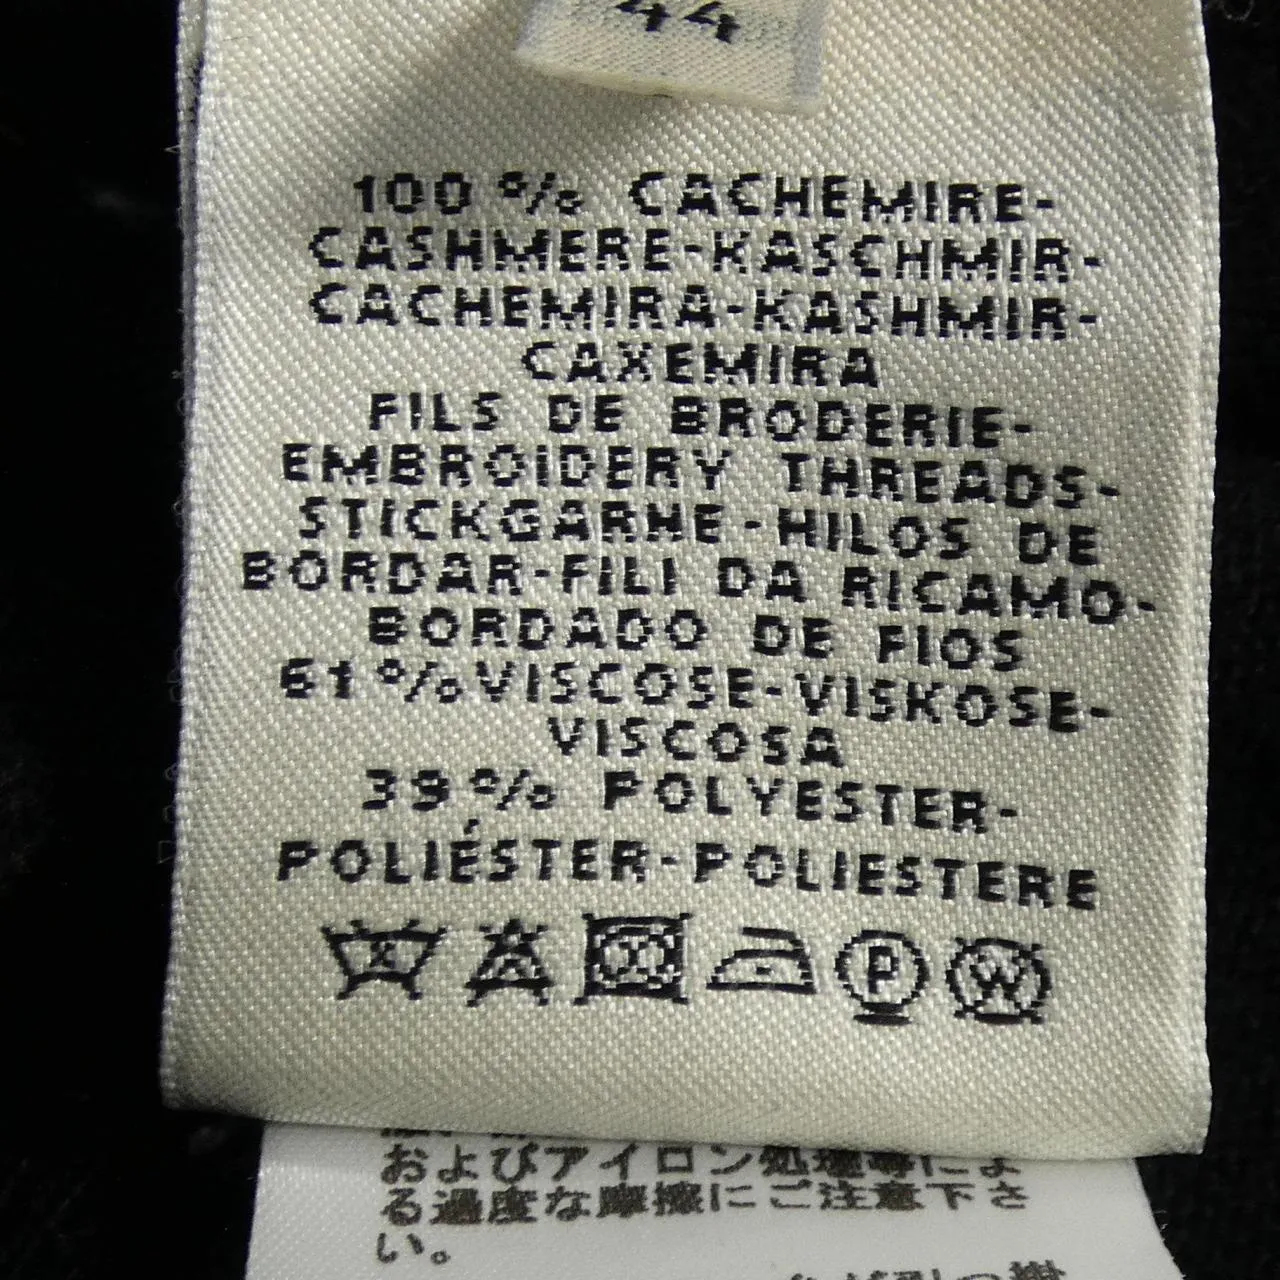 44
100 % CACHEMIRE-
CASHMERE-KASCHMIR-
CACHEMIRA-KASHMIR-
CAXEMIRA
FILS DE BRODERIE-
EMBROIDERY THREADS-
STICKGARNE-HILOS DE
BORDAR-FILI DA RICAMO-
BORDADO DE FIOS
61 % VISCOSE-VISKOSE-
VISCOSA
39 % POLYESTER-
POLIÉSTER-POLIESTERE
P W
およびアイロン処理等によ
る過度な摩擦にご注意下さ
い。